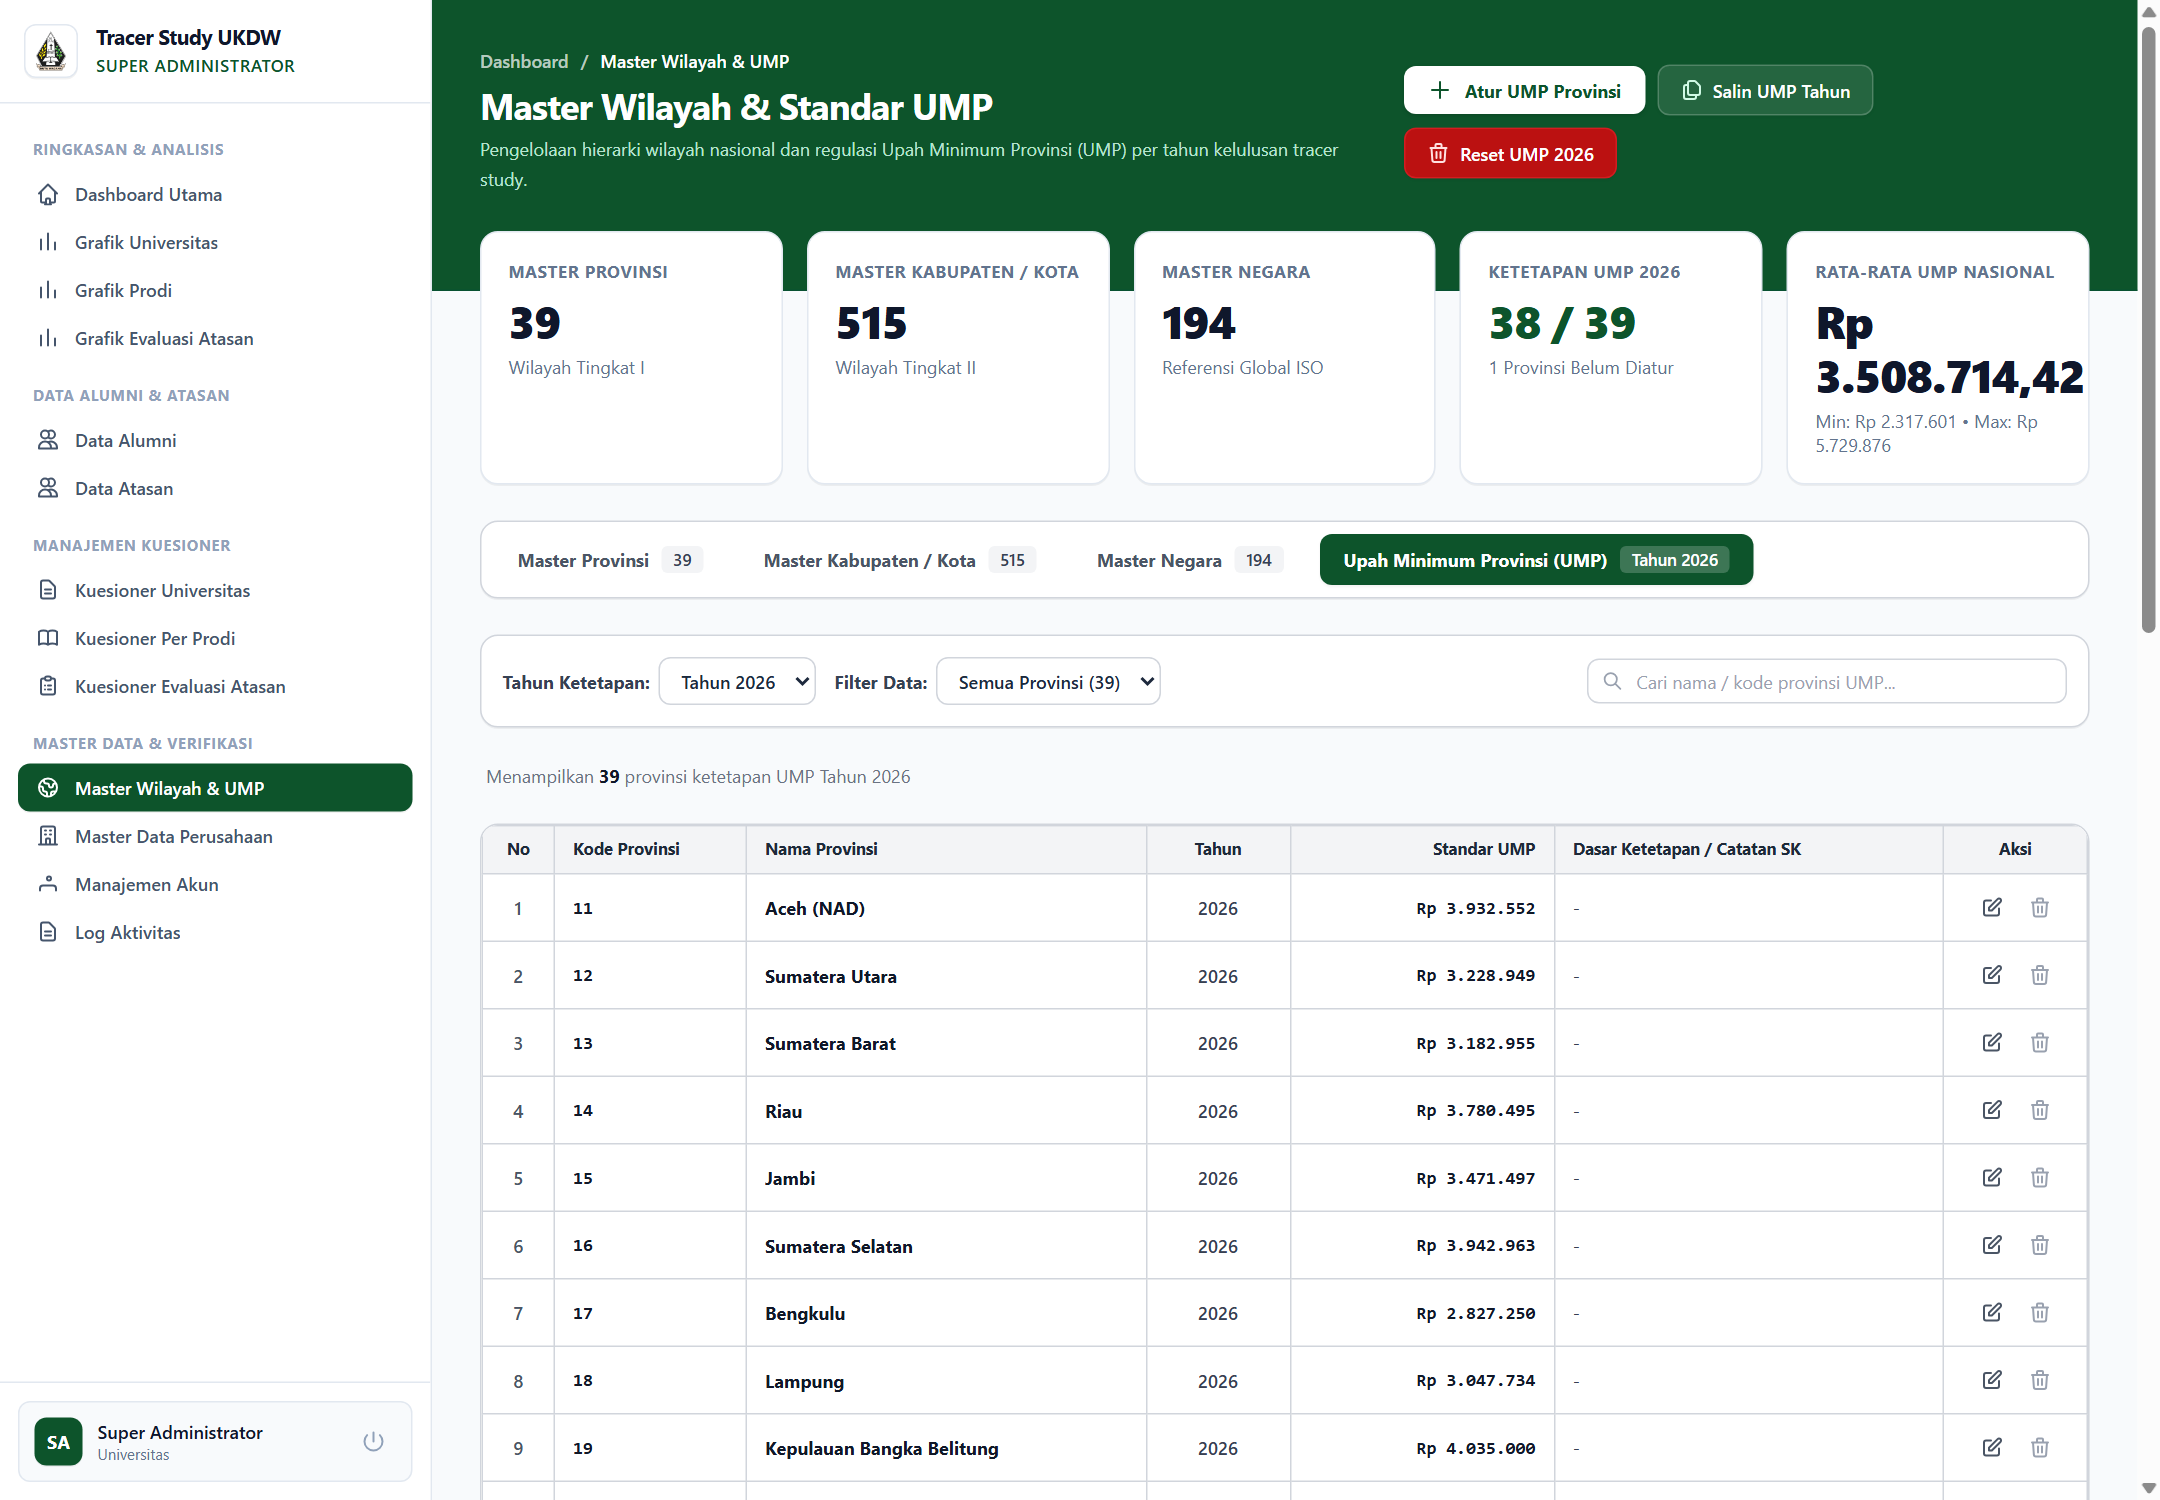 Tracer Study UKDW
SUPER ADMINISTRATOR
RINGKASAN & ANALISIS
Dashboard Utama
Grafik Universitas
Grafik Prodi
Grafik Evaluasi Atasan
DATA ALUMNI & ATASAN
Data Alumni
Data Atasan
MANAJEMEN KUESIONER
Kuesioner Universitas
Kuesioner Per Prodi
Kuesioner Evaluasi Atasan
MASTER DATA & VERIFIKASI
Master Wilayah & UMP
Master Data Perusahaan
Manajemen Akun
Log Aktivitas
SA
Super Administrator
Universitas
Dashboard / Master Wilayah & UMP
Master Wilayah & Standar UMP
Pengelolaan hierarki wilayah nasional dan regulasi Upah Minimum Provinsi (UMP) per tahun kelulusan tracer
study.
Atur UMP Provinsi
Salin UMP Tahun
Reset UMP 2026
MASTER PROVINSI
39
Wilayah Tingkat I
MASTER KABUPATEN / KOTA
515
Wilayah Tingkat II
MASTER NEGARA
194
Referensi Global ISO
KETETAPAN UMP 2026
38 / 39
1 Provinsi Belum Diatur
RATA-RATA UMP NASIONAL
Rp
3.508.714,42
Min: Rp 2.317.601 • Max: Rp
5.729.876
Master Provinsi 39
Master Kabupaten / Kota 515
Master Negara 194
Upah Minimum Provinsi (UMP) Tahun 2026
Tahun Ketetapan: Tahun 2026
Filter Data: Semua Provinsi (39)
Cari nama / kode provinsi UMP...
Menampilkan 39 provinsi ketetapan UMP Tahun 2026
No Kode Provinsi Nama Provinsi Tahun Standar UMP Dasar Ketetapan / Catatan SK Aksi
1 11 Aceh (NAD) 2026 Rp 3.932.552 -
2 12 Sumatera Utara 2026 Rp 3.228.949 -
3 13 Sumatera Barat 2026 Rp 3.182.955 -
4 14 Riau 2026 Rp 3.780.495 -
5 15 Jambi 2026 Rp 3.471.497 -
6 16 Sumatera Selatan 2026 Rp 3.942.963 -
7 17 Bengkulu 2026 Rp 2.827.250 -
8 18 Lampung 2026 Rp 3.047.734 -
9 19 Kepulauan Bangka Belitung 2026 Rp 4.035.000 -